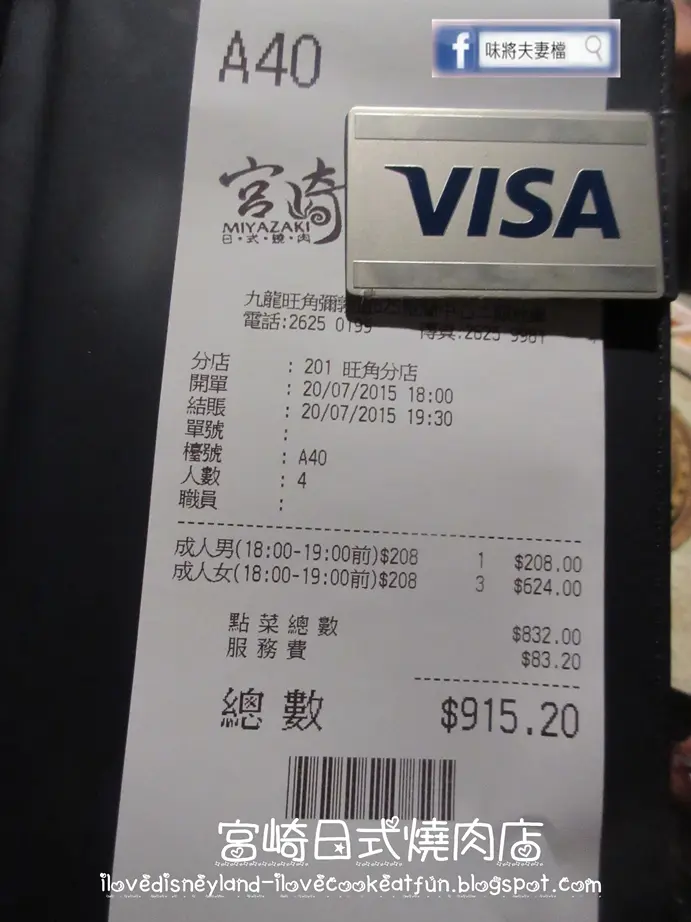 A40
味將夫妻檔
VISA
宮崎
MIYAZAKI
日·式·燒·肉
九龍旺角彌敦
電話:2625 0199 傳真:2625 9981
分店 : 201 旺角分店
開單 : 20/07/2015 18:00
結賬 : 20/07/2015 19:30
單號 :
檯號 : A40
人數 : 4
職員 :
成人男(18:00-19:00前)$208 1 $208.00
成人女(18:00-19:00前)$208 3 $624.00
點菜總數 $832.00
服務費 $83.20
總數 $915.20
宮崎日式燒肉店
ilovedisneyland-ilovecookeatfun.blogspot.com